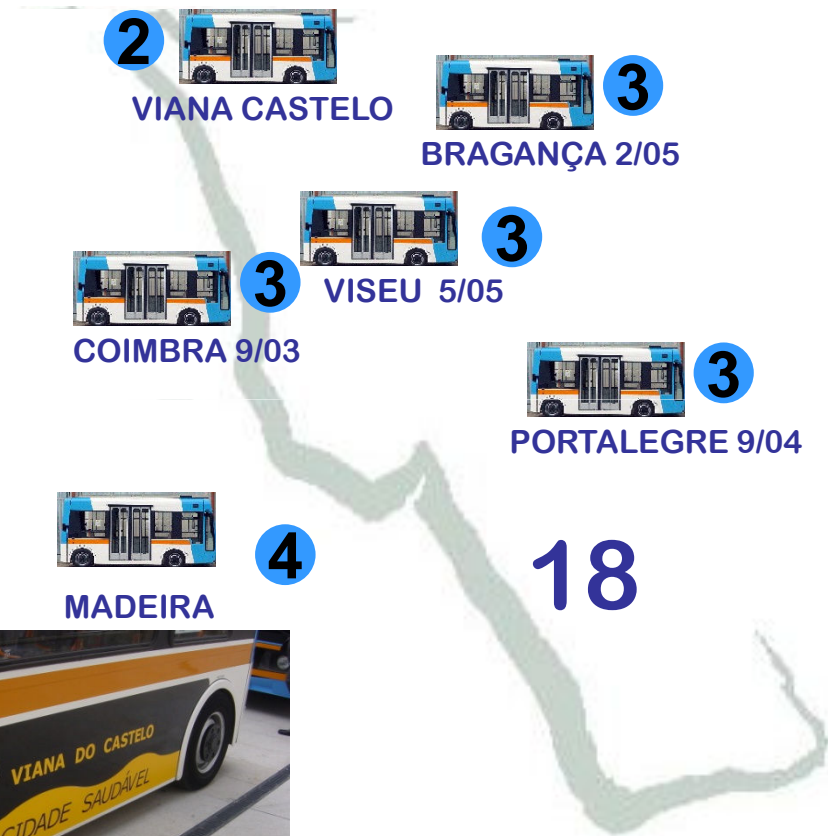 2
VIANA CASTELO
3
BRAGANÇA 2/05
3
VISEU 5/05
3
COIMBRA 9/03
3
PORTALEGRE 9/04
4
MADEIRA
18
VIANA DO CASTELO
CIDADE SAUDÁVEL